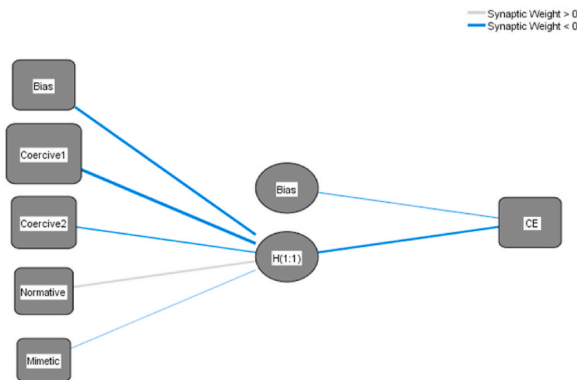 Synaptic Weight > 0
Synaptic Weight < 0
Bias
Coercive1
Bias
Coercive2
CE
H(1:1)
Normative
Mimetic